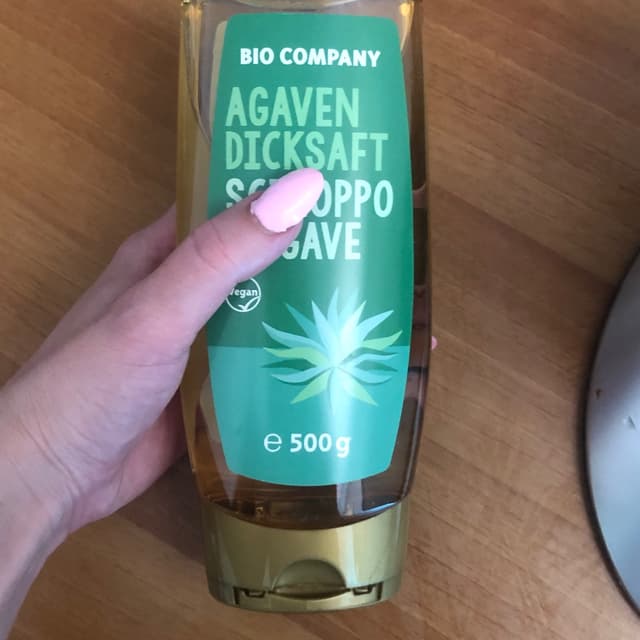 BIO COMPANY
AGAVEN
DICKSAFT
vegan
℮ 500g